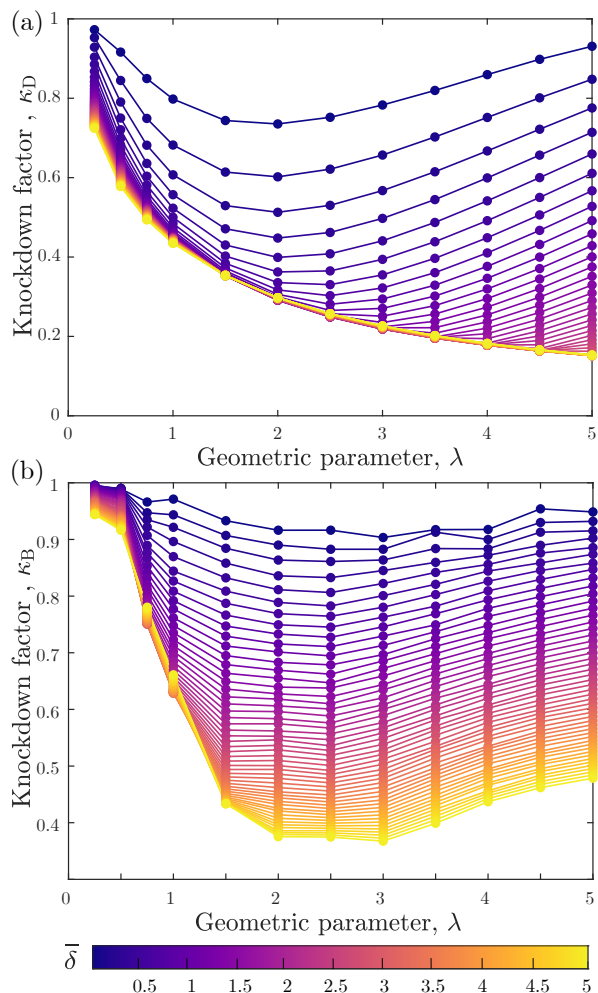 (a)
1
0.8
0.6
0.4
0.2
0
Knockdown factor , κD
0 1 2 3 4 5
Geometric parameter, λ
(b)
1
0.9
0.8
0.7
0.6
0.5
0.4
Knockdown factor , κB
0 1 2 3 4 5
Geometric parameter, λ
δ̅
0.5 1 1.5 2 2.5 3 3.5 4 4.5 5